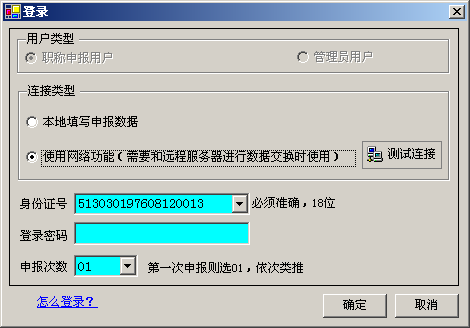 登录
用户类型
职称申报用户 管理员用户
连接类型
本地填写申报数据
使用网络功能（需要和远程服务器进行数据交换时使用） 测试连接
身份证号 513030197608120013 必须准确，18位
登录密码
申报次数 01 第一次申报则选01，依次类推
怎么登录？ 确定 取消